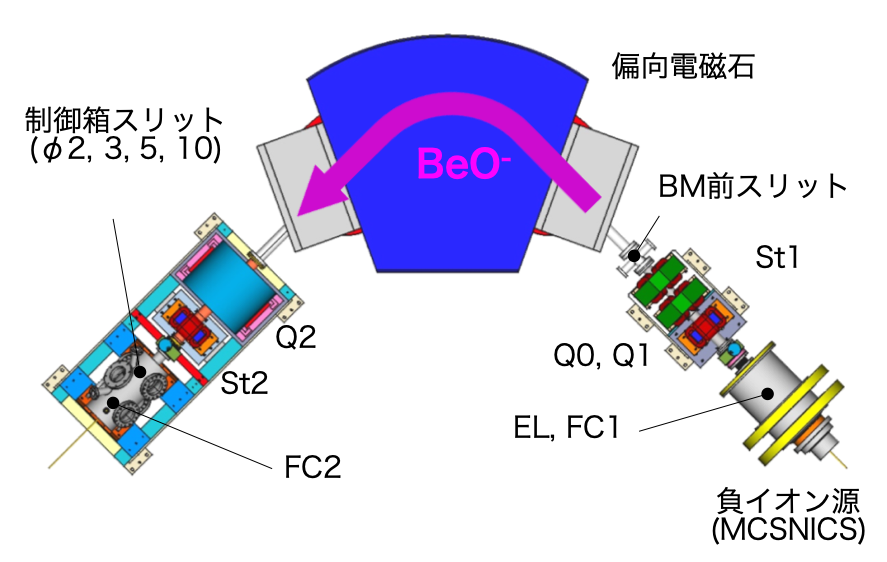 偏向電磁石
制御箱スリット
(φ2, 3, 5, 10)
BeO-
BM前スリット
St1
Q2
Q0, Q1
St2
EL, FC1
FC2
負イオン源
(MCSNICS)